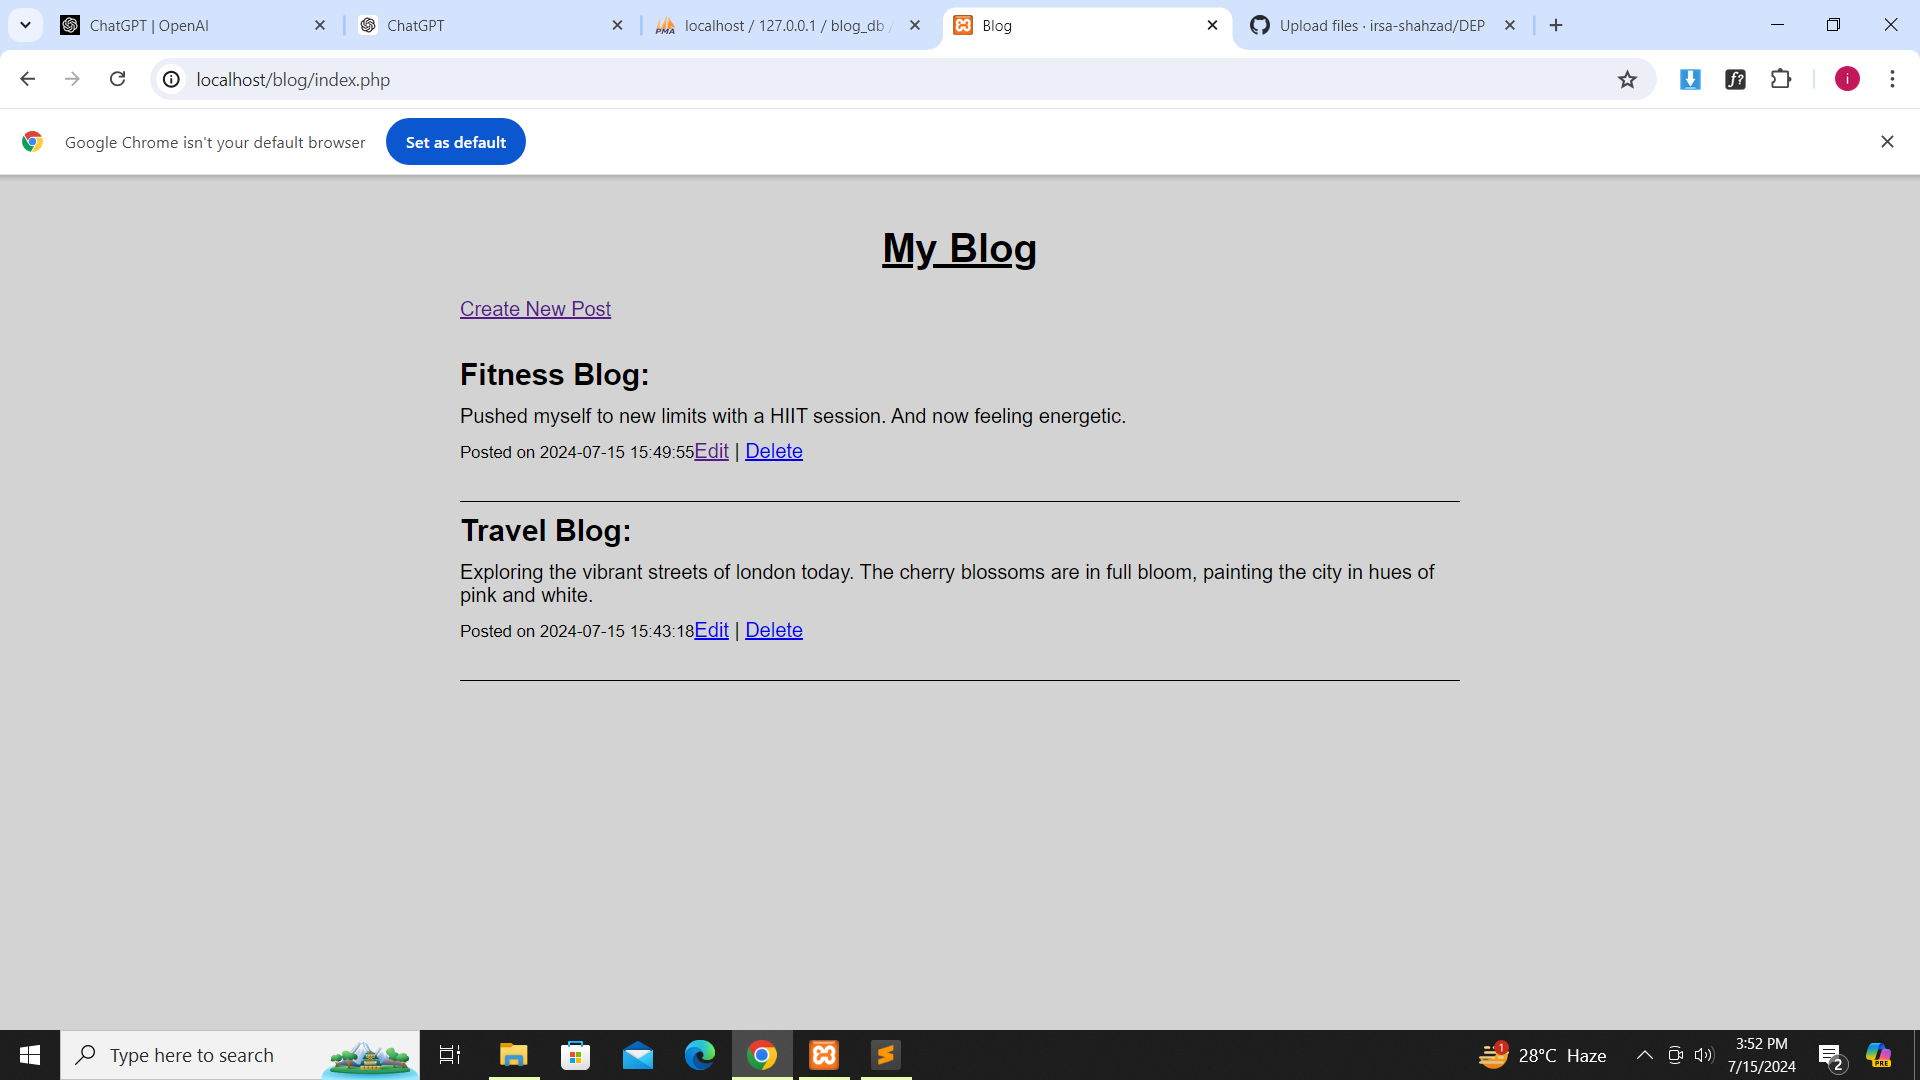 ChatGPT | OpenAI
ChatGPT
localhost / 127.0.0.1 / blog_db /
Blog
Upload files · irsa-shahzad/DEP
localhost/blog/index.php
f?
i
Google Chrome isn't your default browser
Set as default
My Blog
Create New Post
Fitness Blog:
Pushed myself to new limits with a HIIT session. And now feeling energetic.
Posted on 2024-07-15 15:49:55Edit | Delete
Travel Blog:
Exploring the vibrant streets of london today. The cherry blossoms are in full bloom, painting the city in hues of
pink and white.
Posted on 2024-07-15 15:43:18Edit | Delete
Type here to search
1
28°C Haze
3:52 PM
7/15/2024
2
PRE